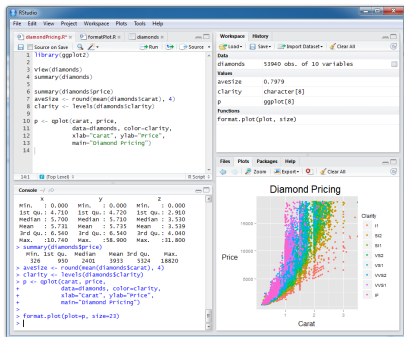 RStudio
File Edit View Project Workspace Plots Tools Help
diamondPricing.R* formatPlot.R diamonds
Source on Save Run Source
1 library(ggplot2)
2
3 view(diamonds)
4 summary(diamonds)
5
6 summary(diamonds$price)
7 aveSize <- round(mean(diamonds$carat), 4)
8 clarity <- levels(diamonds$clarity)
9
10 p <- qplot(carat, price,
11 data=diamonds, color=clarity,
12 xlab="Carat", ylab="Price",
13 main="Diamond Pricing")
14
14:1 (Top Level) R Script
Console
x y z
Min. : 0.000 Min. : 0.000 Min. : 0.000
1st Qu.: 4.710 1st Qu.: 4.720 1st Qu.: 2.910
Median : 5.700 Median : 5.710 Median : 3.530
Mean : 5.731 Mean : 5.735 Mean : 3.539
3rd Qu.: 6.540 3rd Qu.: 6.540 3rd Qu.: 4.040
Max. :10.740 Max. :58.900 Max. :31.800
> summary(diamonds$price)
Min. 1st Qu. Median Mean 3rd Qu. Max.
326 950 2401 3933 5324 18820
> aveSize <- round(mean(diamonds$carat), 4)
> clarity <- levels(diamonds$clarity)
> p <- qplot(carat, price,
+ data=diamonds, color=clarity,
+ xlab="Carat", ylab="Price",
+ main="Diamond Pricing")
>
> format.plot(plot=p, size=23)
>
Workspace History
Load Save Import Dataset Clear All
Data
diamonds 53940 obs. of 10 variables
Values
aveSize 0.7979
clarity character[8]
p ggplot[8]
Functions
format.plot(plot, size)
Files Plots Packages Help
Zoom Export Clear All
Diamond Pricing
Price
15000
10000
5000
1 2 3
Carat
Clarity
I1
SI2
SI1
VS2
VS1
VVS2
VVS1
IF